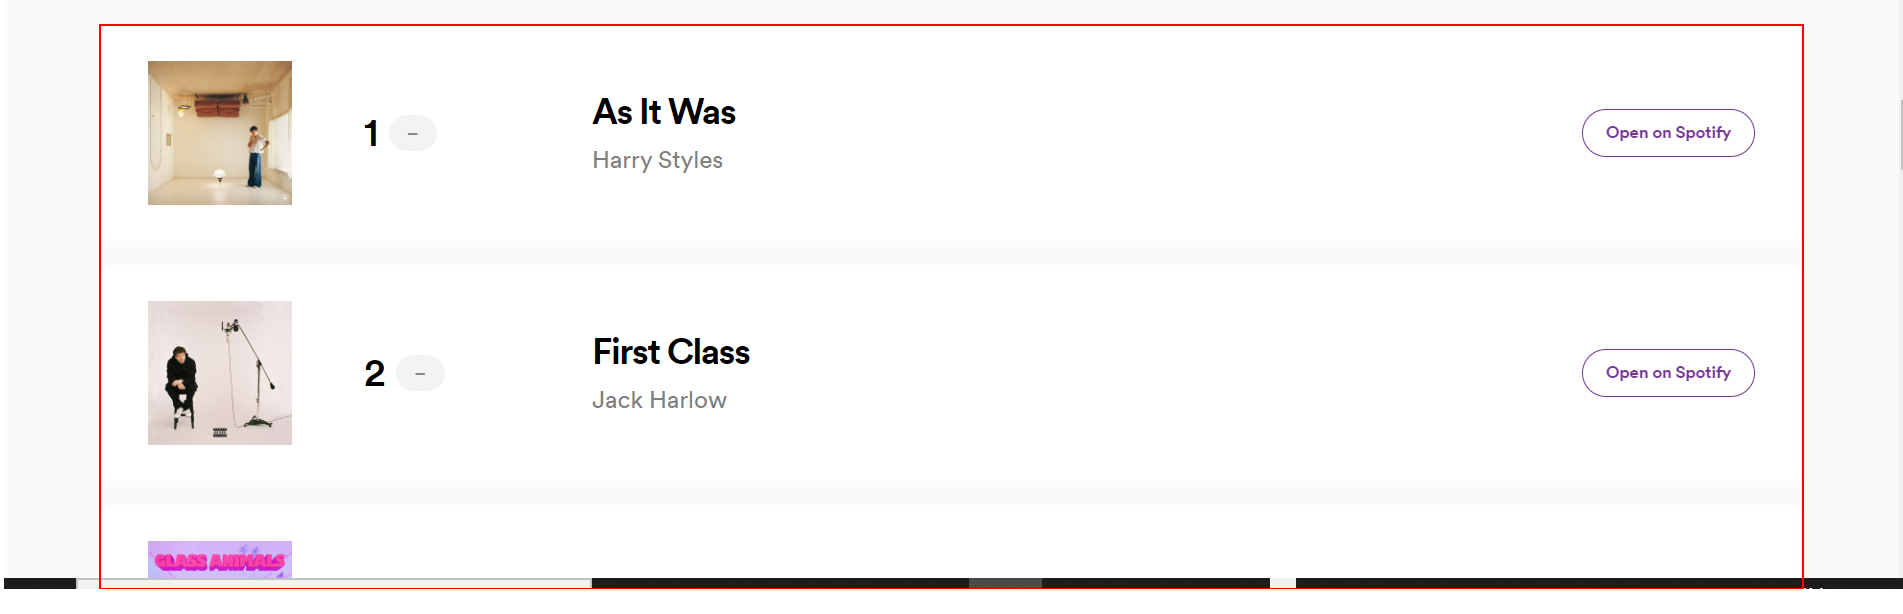 1 –
As It Was
Harry Styles
Open on Spotify
2 –
First Class
Jack Harlow
Open on Spotify
GLASS ANIMALS